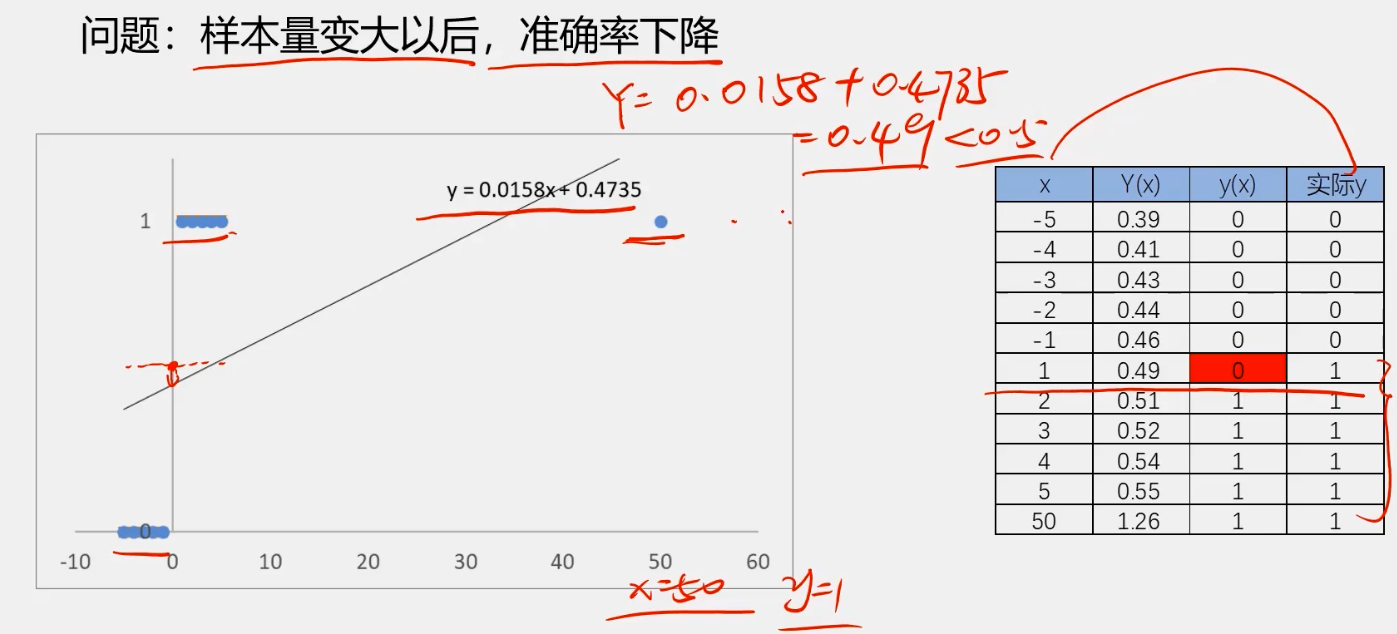 问题：样本量变大以后，准确率下降
Y= 0.0158+0.4735
=0.49<0.5
y = 0.0158x + 0.4735
1
0
-10 0 10 20 30 40 50 60
x=50 y=1
x Y(x) y(x) 实际y
-5 0.39 0 0
-4 0.41 0 0
-3 0.43 0 0
-2 0.44 0 0
-1 0.46 0 0
1 0.49 0 1
2 0.51 1 1
3 0.52 1 1
4 0.54 1 1
5 0.55 1 1
50 1.26 1 1